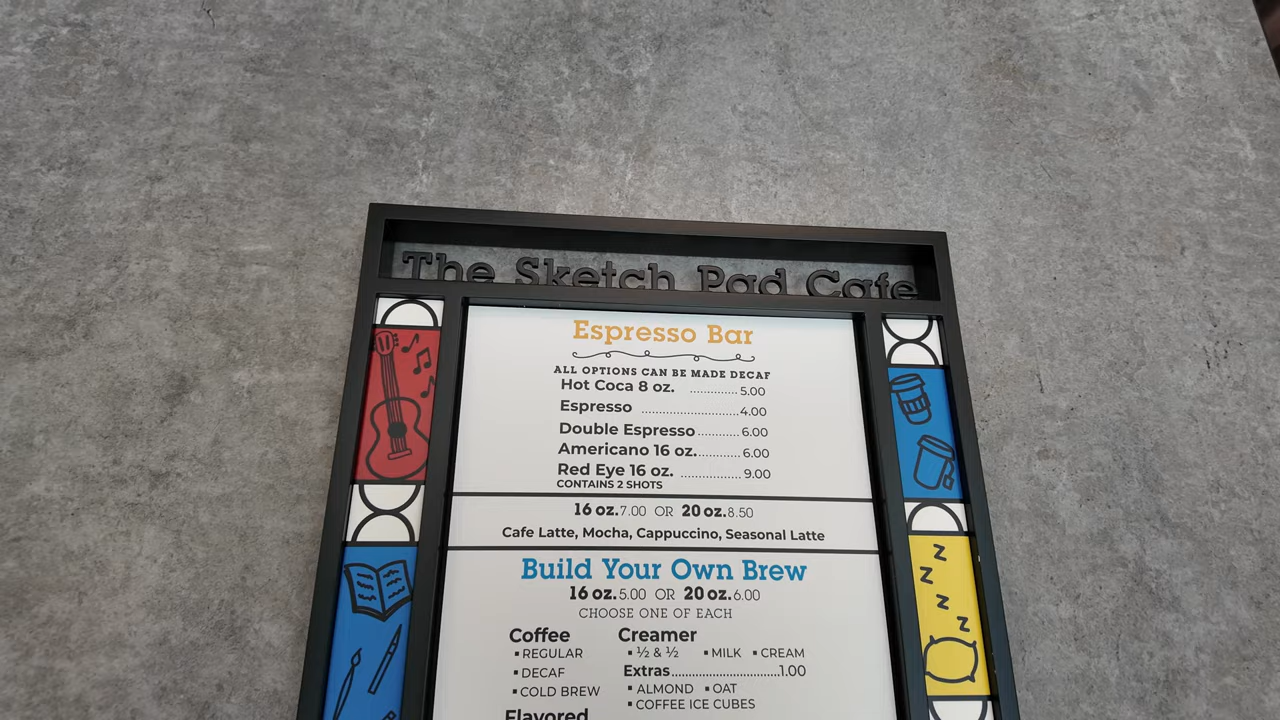 The Sketch Pad Cafe
Espresso Bar
ALL OPTIONS CAN BE MADE DECAF
Hot Coca 8 oz. ............. 5.00
Espresso .........................4.00
Double Espresso...........6.00
Americano 16 oz...........6.00
Red Eye 16 oz. ................9.00
CONTAINS 2 SHOTS
16 oz.7.00 OR 20 oz.8.50
Cafe Latte, Mocha, Cappuccino, Seasonal Latte
Build Your Own Brew
16 oz.5.00 OR 20 oz.6.00
CHOOSE ONE OF EACH
Coffee
▪ REGULAR
▪ DECAF
▪ COLD BREW
Flavored
Creamer
▪ ½ & ½ ▪ MILK ▪ CREAM
Extras............................1.00
▪ ALMOND ▪ OAT
▪ COFFEE ICE CUBES
Z
Z
Z
Z